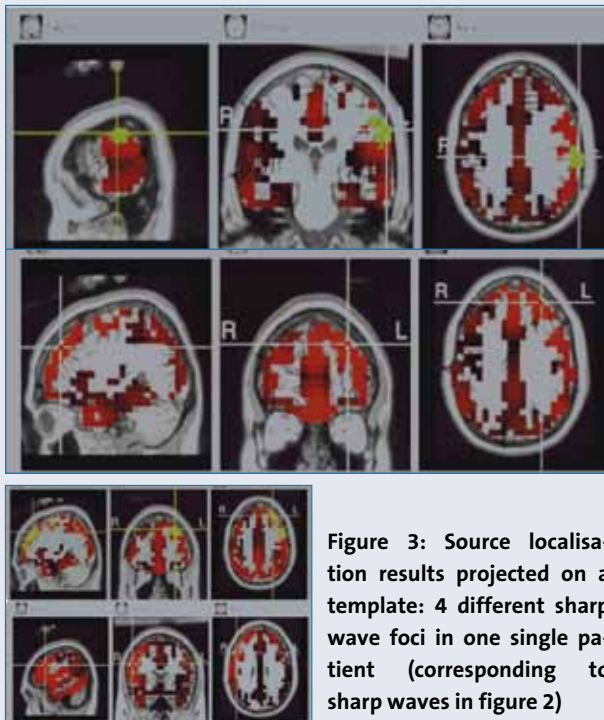 R
L
R
R
L
R
L
R
L
R
L
R
L
Figure 3: Source localisa-
tion results projected on a
template: 4 different sharp
wave foci in one single pa-
tient (corresponding to
sharp waves in figure 2)